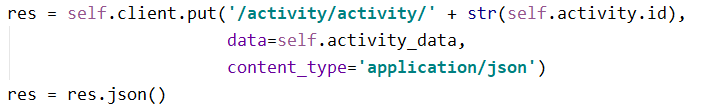 res = self.client.put('/activity/activity/' + str(self.activity.id),
data=self.activity_data,
content_type='application/json')
res = res.json()